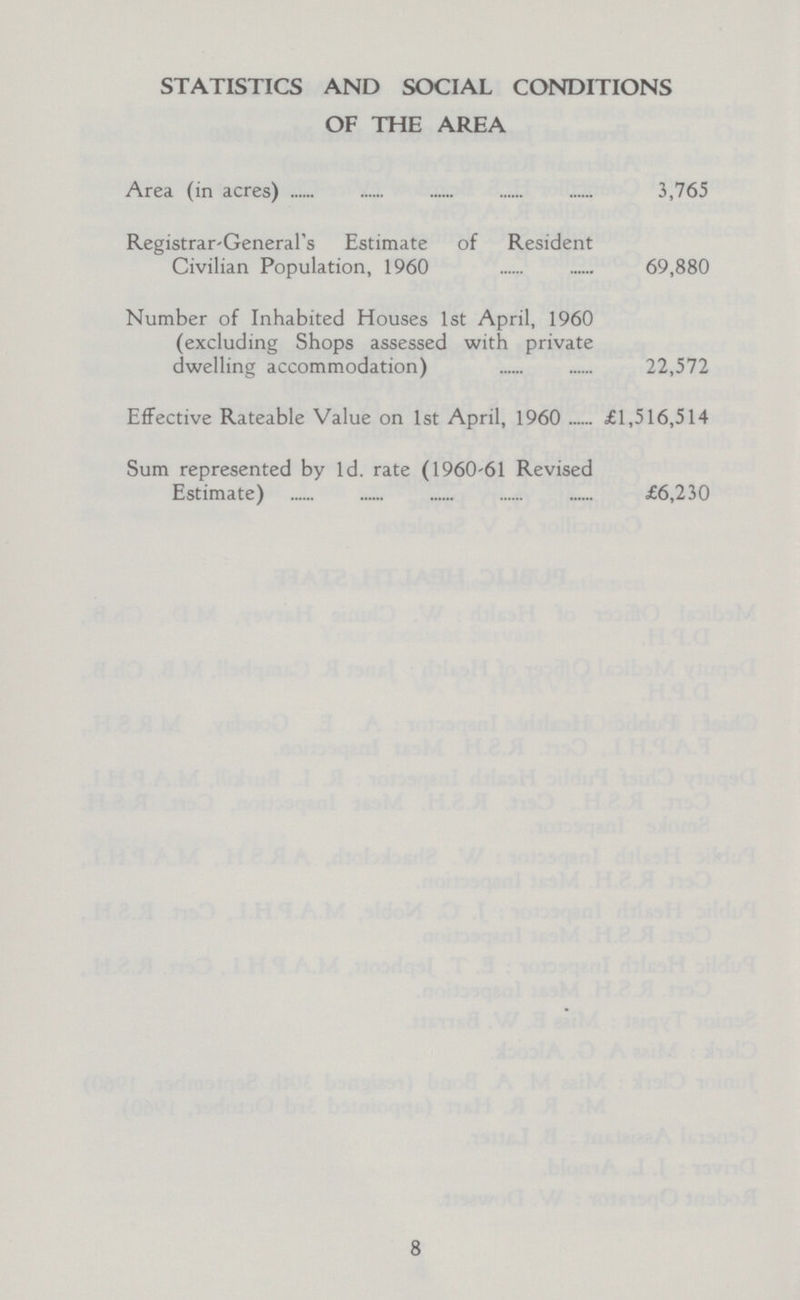 STATISTICS AND SOCIAL CONDITIONS
OF THE AREA
Area (in acres) ...... ...... ...... ...... ...... 3,765
Registrar-General's Estimate of Resident
Civilian Population, 1960 ...... ...... 69,880
Number of Inhabited Houses 1st April, 1960
(excluding Shops assessed with private
dwelling accommodation) ...... ...... 22,572
Effective Rateable Value on 1st April, 1960 ...... £1,516,514
Sum represented by 1d. rate (1960-61 Revised
Estimate) ...... ...... ...... ...... ...... £6,230
8